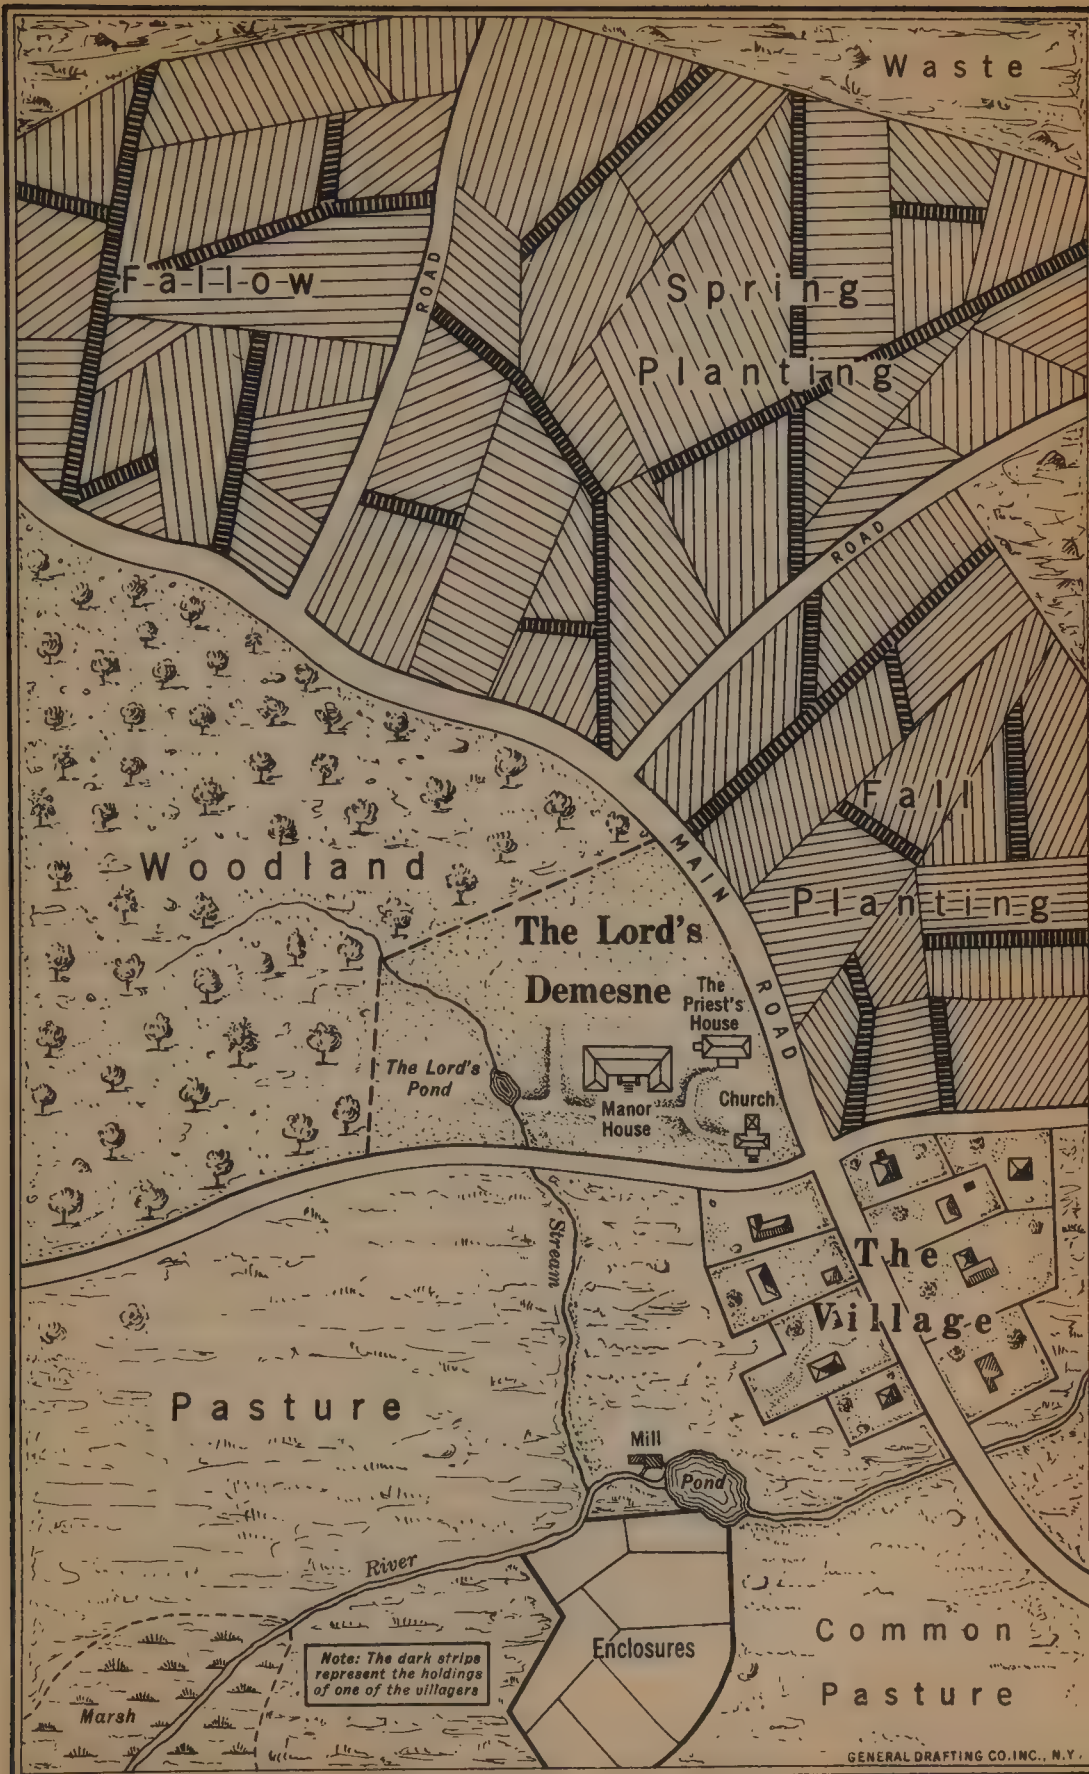 Waste
Fallow
ROAD
Spring
Planting
ROAD
Fall
Planting
MAIN
ROAD
Woodland
The Lord's
Demesne
The
Priest's
House
The Lord's
Pond
Manor
House
Church
Stream
The
Village
Pasture
Mill
Pond
River
Enclosures
Common
Pasture
Note: The dark strips
represent the holdings
of one of the villagers
Marsh
GENERAL DRAFTING CO. INC., N.Y.